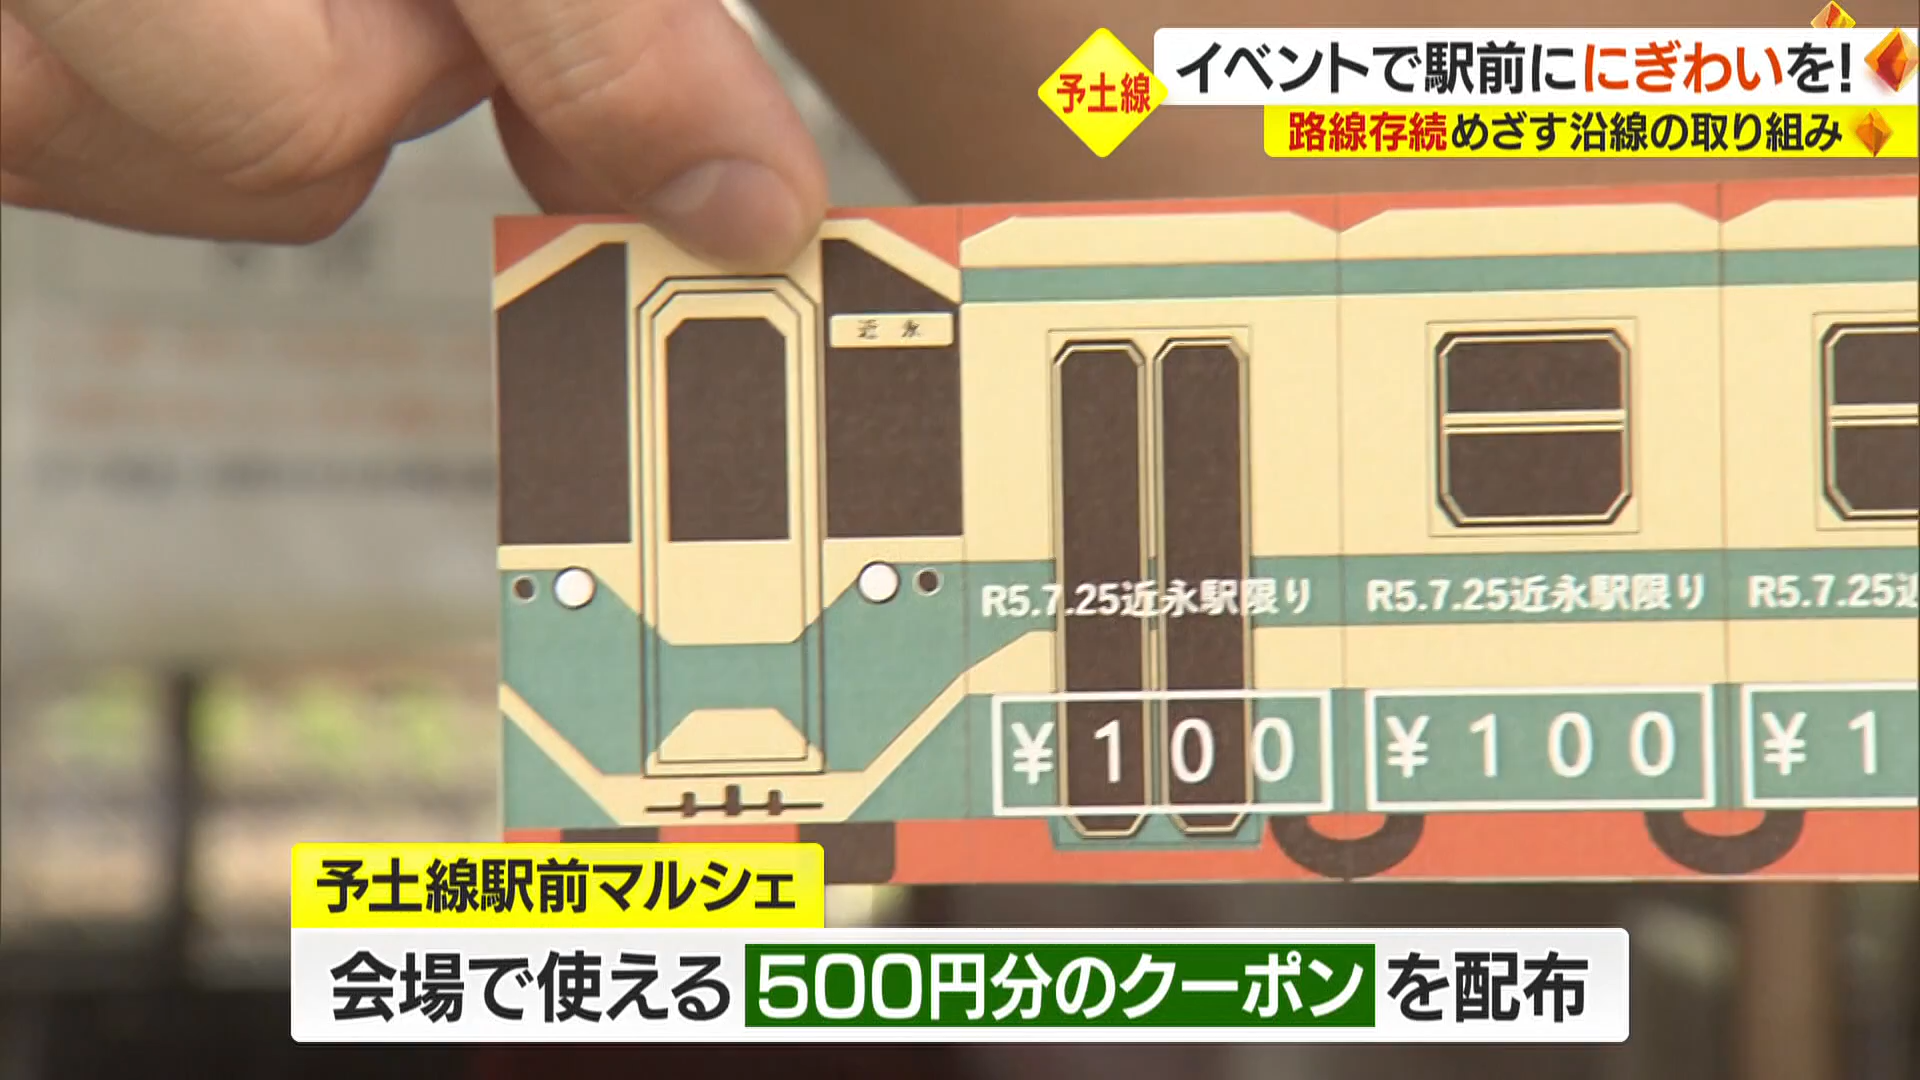 予土線
イベントで駅前ににぎわいを!
路線存続めざす沿線の取り組み
近永
R5.7.25近永駅限り
R5.7.25近永駅限り
R5.7.25近
¥100
¥100
¥1
予土線駅前マルシェ
会場で使える500円分のクーポンを配布